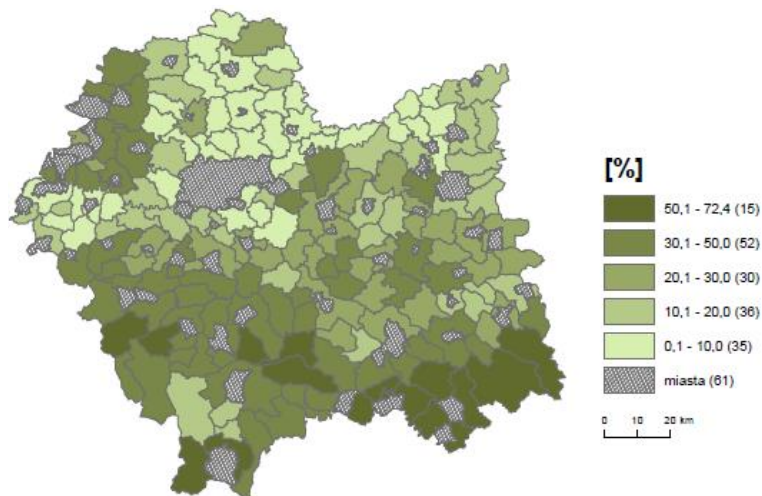 [%]
50,1 - 72,4 (15)
30,1 - 50,0 (52)
20,1 - 30,0 (30)
10,1 - 20,0 (36)
0,1 - 10,0 (35)
miasta (61)
0 10 20 km